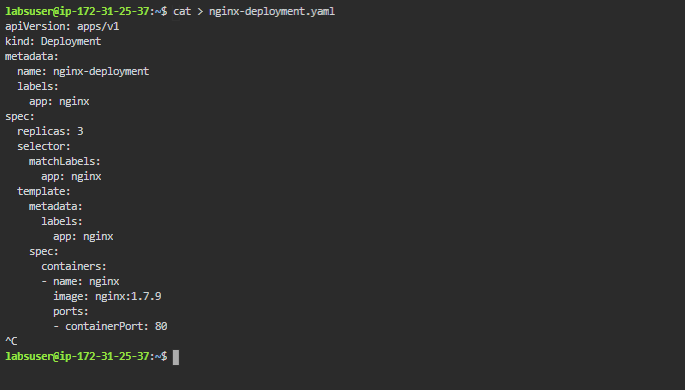 labsuser@ip-172-31-25-37:~$ cat > nginx-deployment.yaml
apiVersion: apps/v1
kind: Deployment
metadata:
  name: nginx-deployment
  labels:
    app: nginx
spec:
  replicas: 3
  selector:
    matchLabels:
      app: nginx
  template:
    metadata:
      labels:
        app: nginx
    spec:
      containers:
      - name: nginx
        image: nginx:1.7.9
        ports:
        - containerPort: 80
^C
labsuser@ip-172-31-25-37:~$